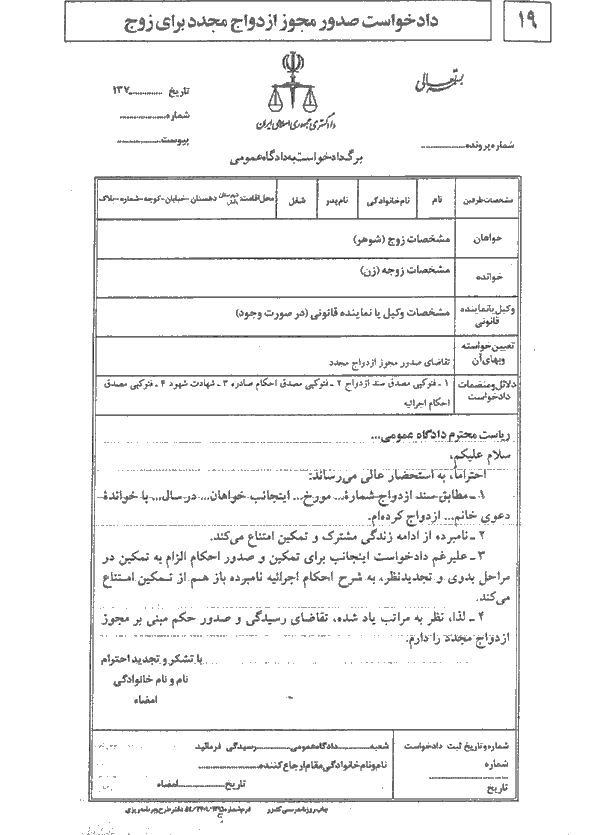 دادخواست صدور مجوز ازدواج مجدد برای زوج
۱۹
بسمه تعالی
تاریخ ............۱۳۷
شماره................
پیوست................
دادگستری جمهوری اسلامی ایران
شماره پرونده................
برگ دادخواست به دادگاه عمومی
مشخصات طرفین نام نام خانوادگی نام پدر شغل محل اقامت: شهرستان بخش دهستان - خیابان - کوچه - شماره - پلاک
خواهان مشخصات زوج (شوهر)
خوانده مشخصات زوجه (زن)
وکیل یا نماینده قانونی مشخصات وکیل یا نماینده قانونی (در صورت وجود)
تعیین خواسته وبهای آن تقاضای صدور مجوز ازدواج مجدد
دلائل و منضمات دادخواست ۱ - فتوکپی مصدق سند ازدواج ۲ - فتوکپی مصدق احکام صادره ۳ - شهادت شهود ۴ - فتوکپی مصدق
احکام اجرائیه
ریاست محترم دادگاه عمومی...
سلام علیکم،
احتراماً، به استحضار عالی می‌رساند:
۱ - مطابق سند ازدواج شمارهٔ... مورخ... اینجانب خواهان... در سال... با خواندهٔ
دعوی خانم... ازدواج کرده‌ام.
۲ - نامبرده از ادامه زندگی مشترک و تمکین امتناع می‌کند.
۳ - علیرغم دادخواست اینجانب برای تمکین و صدور احکام الزام به تمکین در
مراحل بدوی و تجدیدنظر، به شرح احکام اجرائیه نامبرده باز هم از تمکین امتناع
می‌کند.
۴ - لذا، نظر به مراتب یاد شده، تقاضای رسیدگی و صدور حکم مبنی بر مجوز
ازدواج مجدد را دارم.
با تشکر و تجدید احترام
نام و نام خانوادگی
امضاء
شماره و تاریخ ثبت دادخواست
شماره
تاریخ
شعبه............دادگاه عمومی............رسیدگی فرمائید
نام و نام خانوادگی مقام ارجاع کننده................
تاریخ............امضاء
چاپ روزنامه رسمی کشور
دفتر طرح و برنامه ریزی